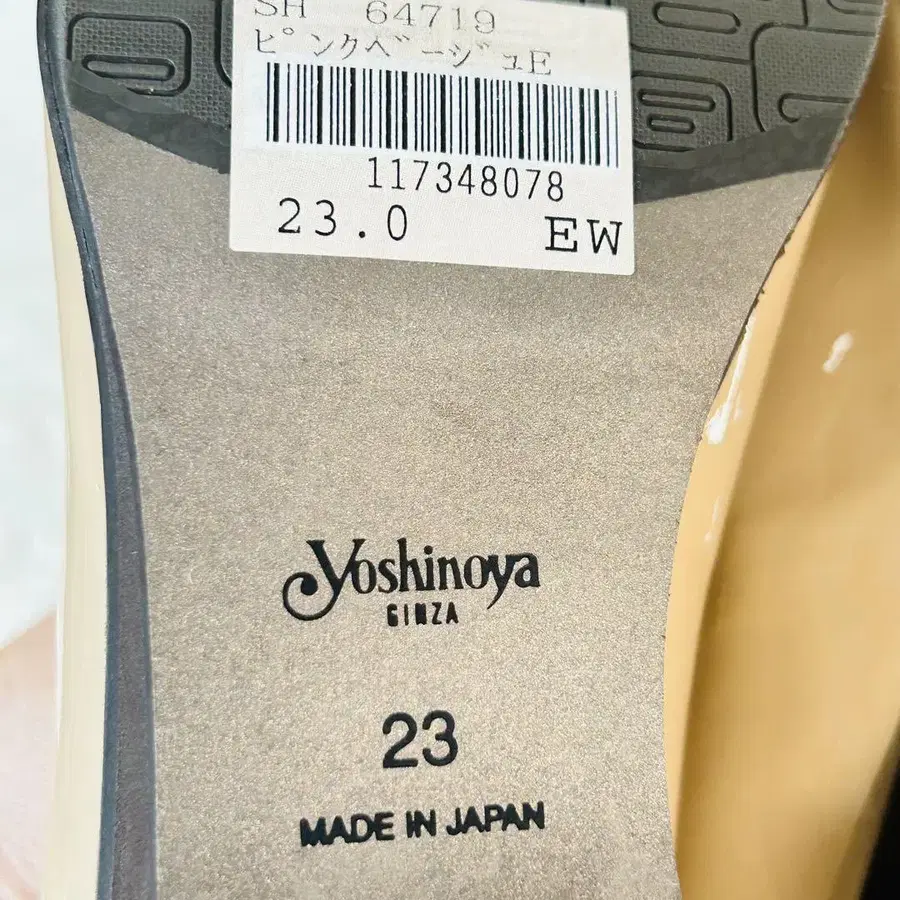 SH 64719
ピンクベージュE
117348078
23.0 EW
Yoshinoya
GINZA
23
MADE IN JAPAN